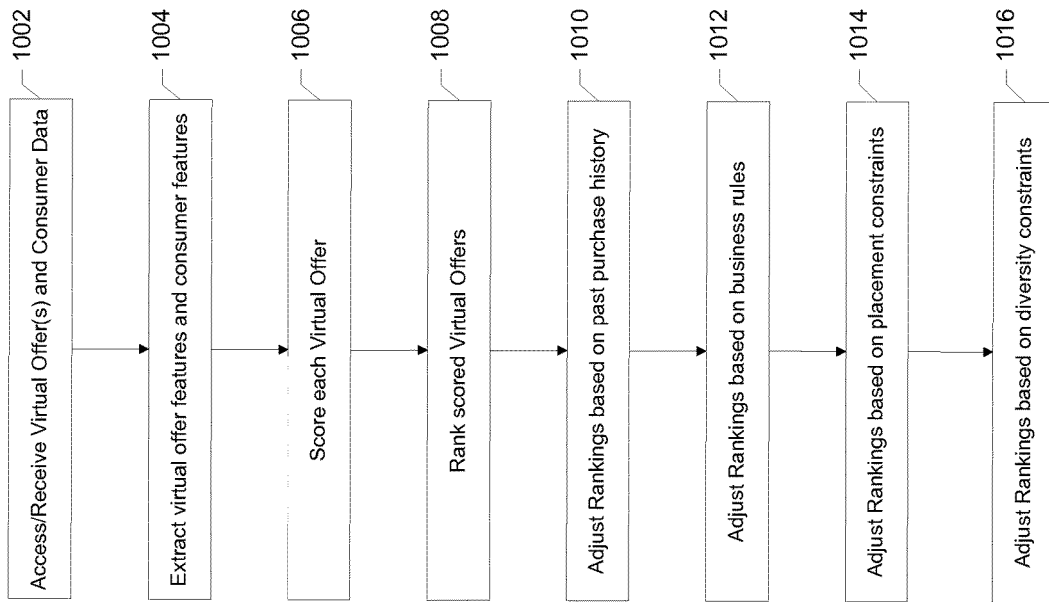 Access/Receive Virtual Offer(s) and Consumer Data
1002
Extract virtual offer features and consumer features
1004
Score each Virtual Offer
1006
Rank scored Virtual Offers
1008
Adjust Rankings based on past purchase history
1010
Adjust Rankings based on business rules
1012
Adjust Rankings based on placement constraints
1014
Adjust Rankings based on diversity constraints
1016